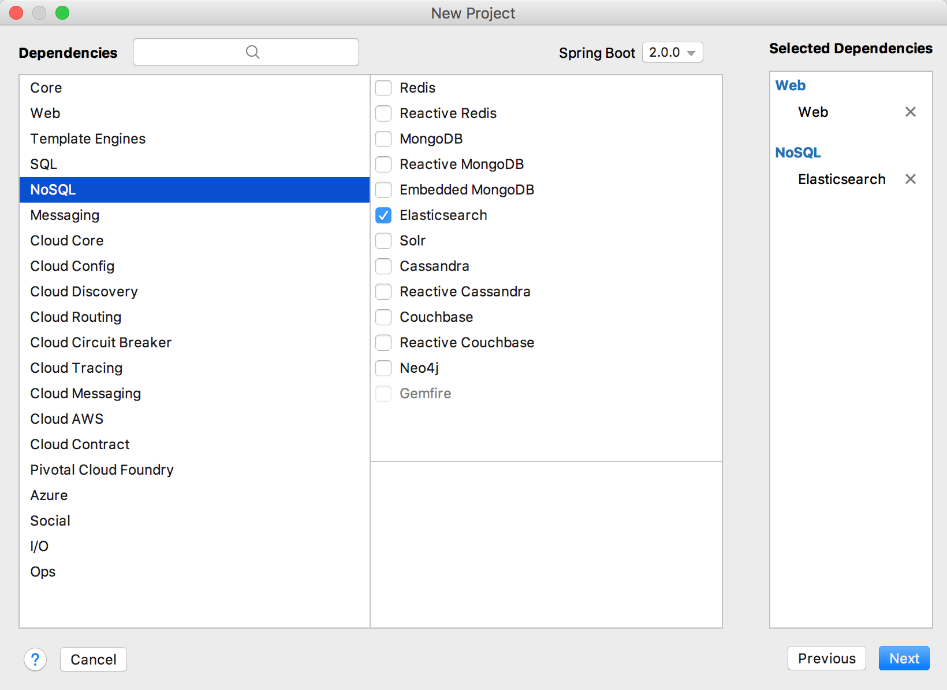 New Project
Dependencies
Spring Boot 2.0.0
Selected Dependencies
Core
Web
Template Engines
SQL
NoSQL
Messaging
Cloud Core
Cloud Config
Cloud Discovery
Cloud Routing
Cloud Circuit Breaker
Cloud Tracing
Cloud Messaging
Cloud AWS
Cloud Contract
Pivotal Cloud Foundry
Azure
Social
I/O
Ops
Redis
Reactive Redis
MongoDB
Reactive MongoDB
Embedded MongoDB
Elasticsearch
Solr
Cassandra
Reactive Cassandra
Couchbase
Reactive Couchbase
Neo4j
Gemfire
Web
Web
NoSQL
Elasticsearch
?
Cancel
Previous
Next